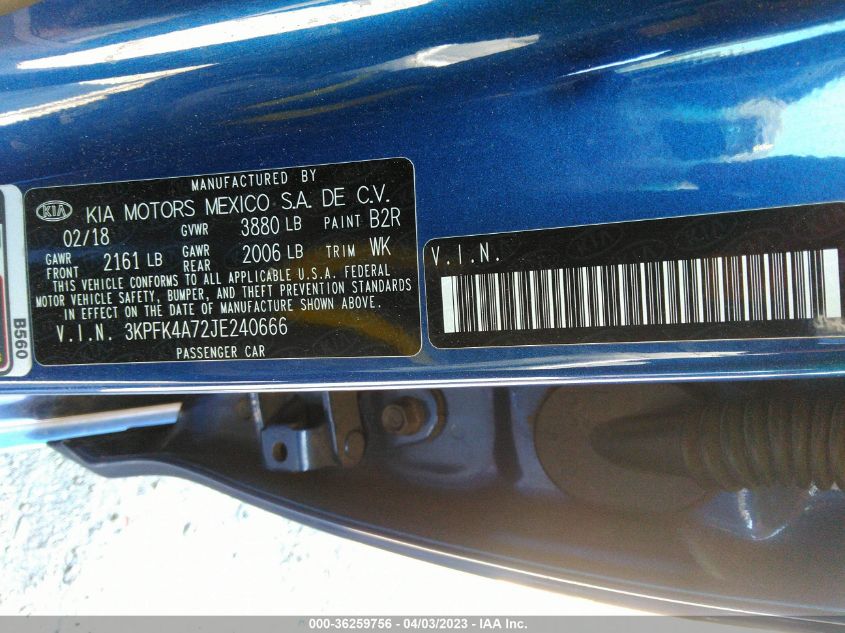 MANUFACTURED BY
KIA KIA MOTORS MEXICO S.A. DE C.V.
02/18 GVWR 3880 LB PAINT B2R
GAWR FRONT 2161 LB GAWR REAR 2006 LB TRIM WK
THIS VEHICLE CONFORMS TO ALL APPLICABLE U.S.A. FEDERAL
MOTOR VEHICLE SAFETY, BUMPER, AND THEFT PREVENTION STANDARDS
IN EFFECT ON THE DATE OF MANUFACTURE SHOWN ABOVE.
V.I.N. 3KPFK4A72JE240666
PASSENGER CAR
V.I.N.
B560
000-36259756 - 04/03/2023 - IAA Inc.